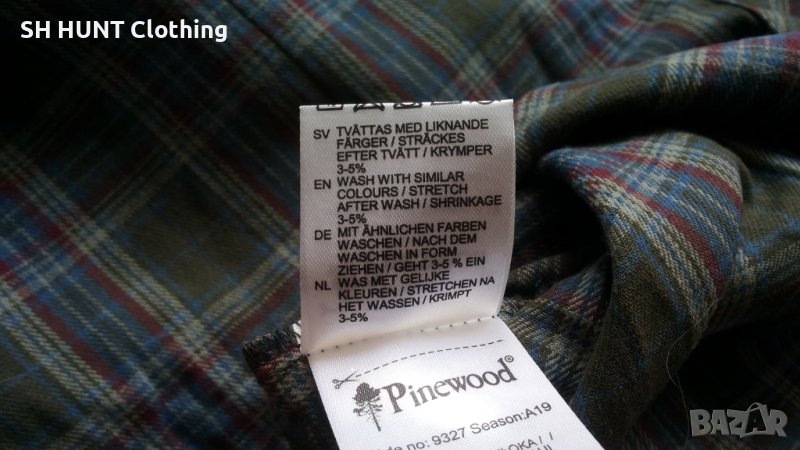 SH HUNT Clothing
SV TVÄTTAS MED LIKNANDE
FÄRGER / STRÄCKES
EFTER TVÄTT / KRYMPER
3-5%
EN WASH WITH SIMILAR
COLOURS / STRETCH
AFTER WASH / SHRINKAGE
3-5%
DE MIT ÄHNLICHEN FARBEN
WASCHEN / NACH DEM
WASCHEN IN FORM
ZIEHEN / GEHT 3-5 % EIN
NL WAS MET GELIJKE
KLEUREN / STRETCHEN NA
HET WASSEN / KRIMPT
3-5%
Pinewood®
no: 9327 Season:A19
BAZAR